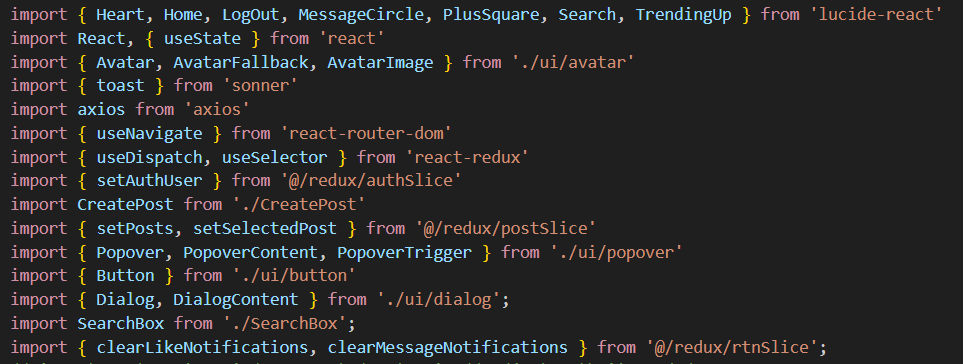 import { Heart, Home, LogOut, MessageCircle, PlusSquare, Search, TrendingUp } from 'lucide-react'
import React, { useState } from 'react'
import { Avatar, AvatarFallback, AvatarImage } from './ui/avatar'
import { toast } from 'sonner'
import axios from 'axios'
import { useNavigate } from 'react-router-dom'
import { useDispatch, useSelector } from 'react-redux'
import { setAuthUser } from '@/redux/authSlice'
import CreatePost from './CreatePost'
import { setPosts, setSelectedPost } from '@/redux/postSlice'
import { Popover, PopoverContent, PopoverTrigger } from './ui/popover'
import { Button } from './ui/button'
import { Dialog, DialogContent } from './ui/dialog';
import SearchBox from './SearchBox';
import { clearLikeNotifications, clearMessageNotifications } from '@/redux/rtnSlice';